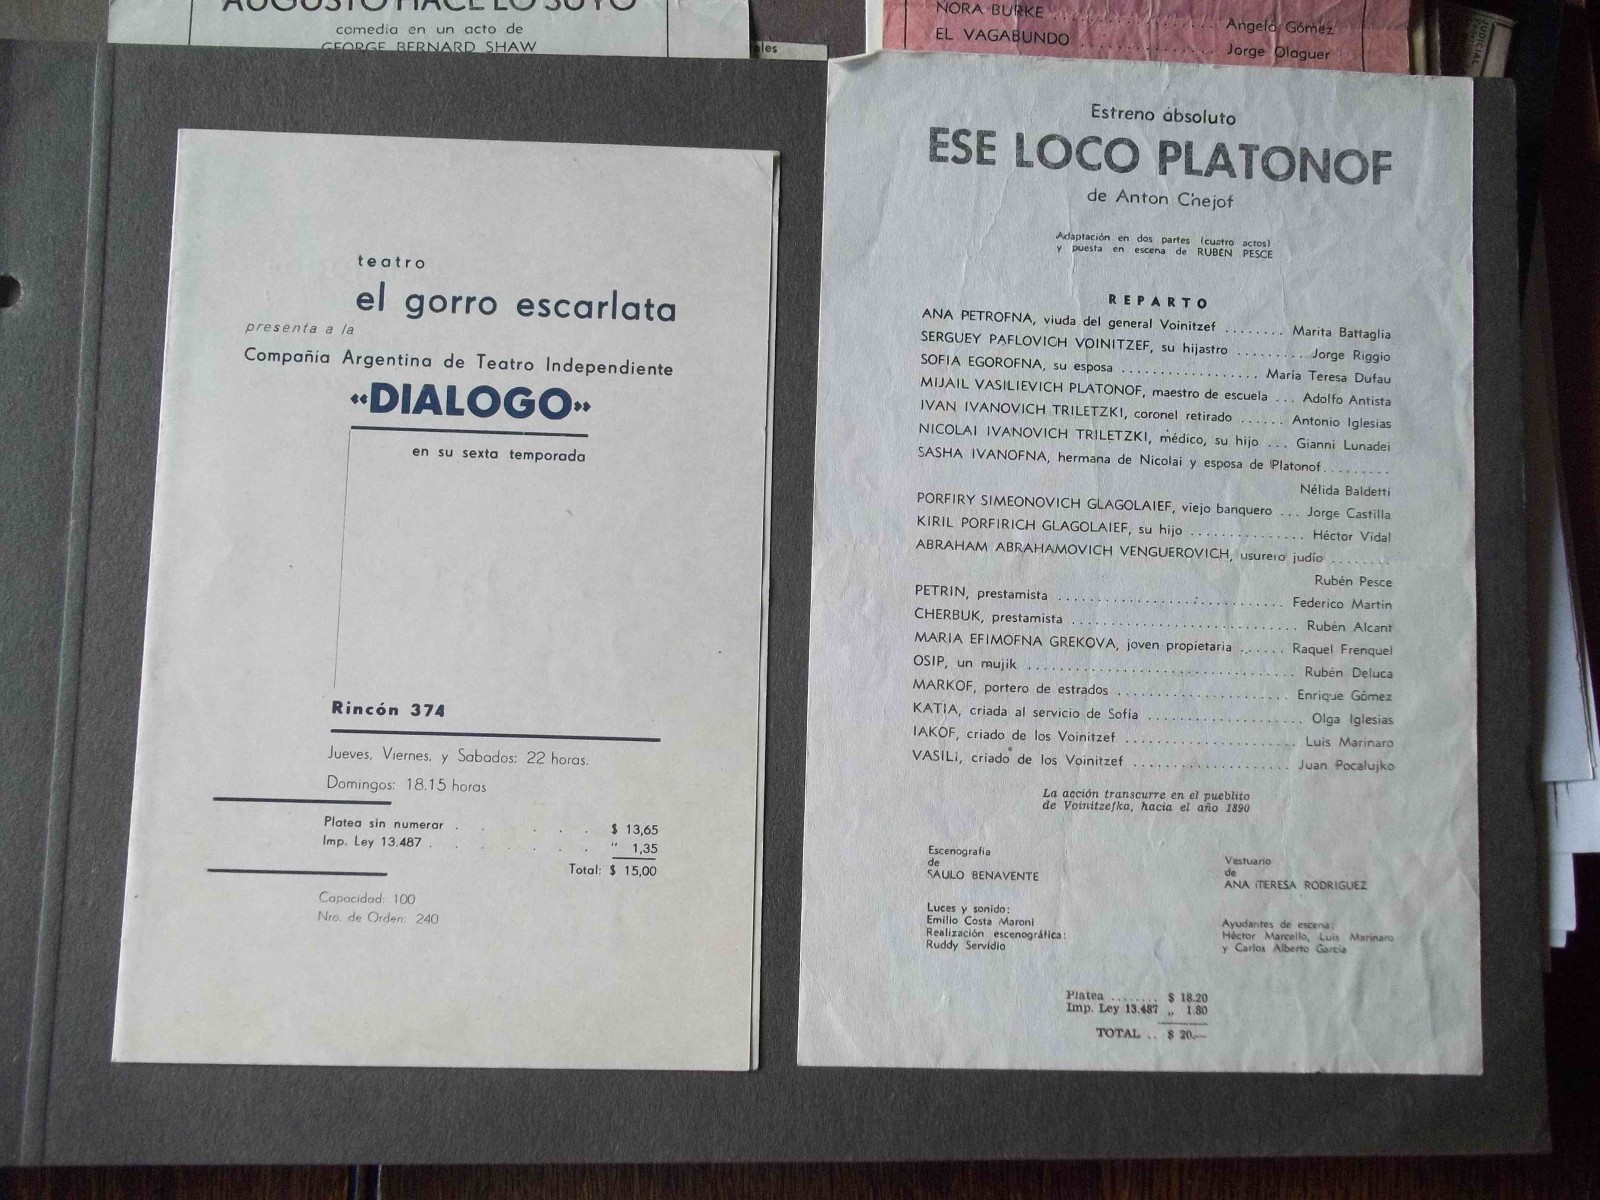 AUGUSTO HACE LO SUYO
comedia en un acto de
GEORGE BERNARD SHAW
ales
NORA BURKE .......... Angela Gómez
EL VAGABUNDO .......... Jorge Olaguer
JUDICIAL
teatro
el gorro escarlata
presenta a la
Compañia Argentina de Teatro Independiente
«DIALOGO»
en su sexta temporada
Rincón 374
Jueves, Viernes, y Sabados: 22 horas.
Domingos: 18.15 horas
Platea sin numerar . . . . $ 13,65
Imp. Ley 13.487 . . . . . . . " 1,35
Total: $ 15,00
Capacidad: 100
Nro. de Orden: 240
Estreno absoluto
ESE LOCO PLATONOF
de Anton C'nejof
Adaptación en dos partes (cuatro actos)
y puesta en escena de RUBÉN PESCE
REPARTO
ANA PETROFNA, viuda del general Voinitzef ........ Marita Battaglia
SERGUEY PAFLOVICH VOINITZEF, su hijastro ......... Jorge Riggio
SOFIA EGOROFNA, su esposa .................. María Teresa Dufau
MIJAIL VASILIEVICH PLATONOF, maestro de escuela ... Adolfo Antista
IVAN IVANOVICH TRILETZKI, coronel retirado ...... Antonio Iglesias
NICOLAI IVANOVICH TRILETZKI, médico, su hijo ... Gianni Lunadei
SASHA IVANOFNA, hermana de Nicolai y esposa de Platonof.........
Nélida Baldetti
PORFIRY SIMEONOVICH GLAGOLAIEF, viejo banquero ... Jorge Castilla
KIRIL PORFIRICH GLAGOLAIEF, su hijo ............... Héctor Vidal
ABRAHAM ABRAHAMOVICH VENGUEROVICH, usurero judío ........
Rubén Pesce
PETRIN, prestamista .............................. Federico Martín
CHERBUK, prestamista .............................. Rubén Alcant
MARIA EFIMOFNA GREKOVA, joven propietaria ...... Raquel Frenquel
OSIP, un mujik .................................... Rubén Deluca
MARKOF, portero de estrados ....................... Enrique Gómez
KATIA, criada al servicio de Sofía ..................... Olga Iglesias
IAKOF, criado de los Voinitzef ........................ Luis Marinaro
VASILI, criado de los Voinitzef ..................... Juan Pocalujko
La acción transcurre en el pueblito
de Voinitzefka, hacia el año 1890
Escenografía
de
SAULO BENAVENTE
Vestuario
de
ANA TERESA RODRIGUEZ
Luces y sonido:
Emilio Costa Maroni
Realización escenográfica:
Ruddy Servidio
Ayudantes de escena:
Héctor Marcello, Luis Marinaro
y Carlos Alberto García
Platea ........ $ 18.20
Imp. Ley 13.487 ,, 1.80
TOTAL .. $ 20.—